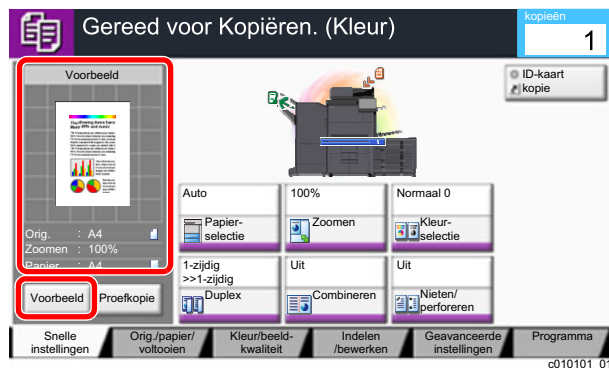 Gereed voor Kopiëren. (Kleur)
kopieën
1
Voorbeeld
Orig. : A4
Zoomen : 100%
Papier : A4
Voorbeeld
Proefkopie
ID-kaart
kopie
Auto
Papier-
selectie
100%
Zoomen
Normaal 0
Kleur-
selectie
1-zijdig
>>1-zijdig
Duplex
Uit
Combineren
Uit
Nieten/
perforeren
Snelle
instellingen
Orig./papier/
voltooien
Kleur/beeld-
kwaliteit
Indelen
/bewerken
Geavanceerde
instellingen
Programma
c010101_01